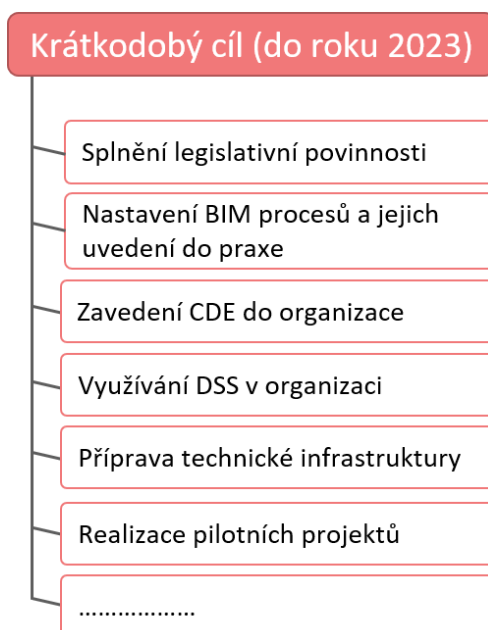 Krátkodobý cíl (do roku 2023)
Splnění legislativní povinnosti
Nastavení BIM procesů a jejich
uvedení do praxe
Zavedení CDE do organizace
Využívání DSS v organizaci
Příprava technické infrastruktury
Realizace pilotních projektů
………………